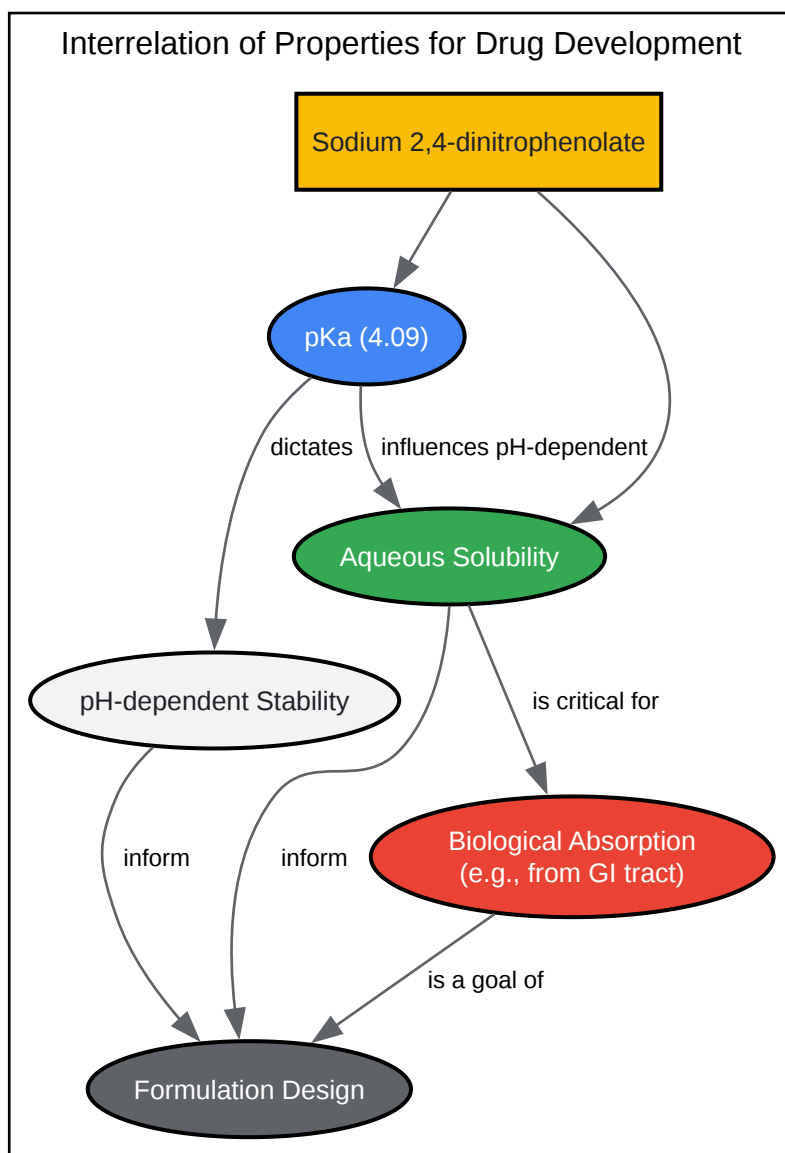 Interrelation of Properties for Drug Development
Sodium 2,4-dinitrophenolate
pKa (4.09)
dictates
influences pH-dependent
Aqueous Solubility
pH-dependent Stability
is critical for
inform
inform
Biological Absorption
(e.g., from GI tract)
is a goal of
Formulation Design